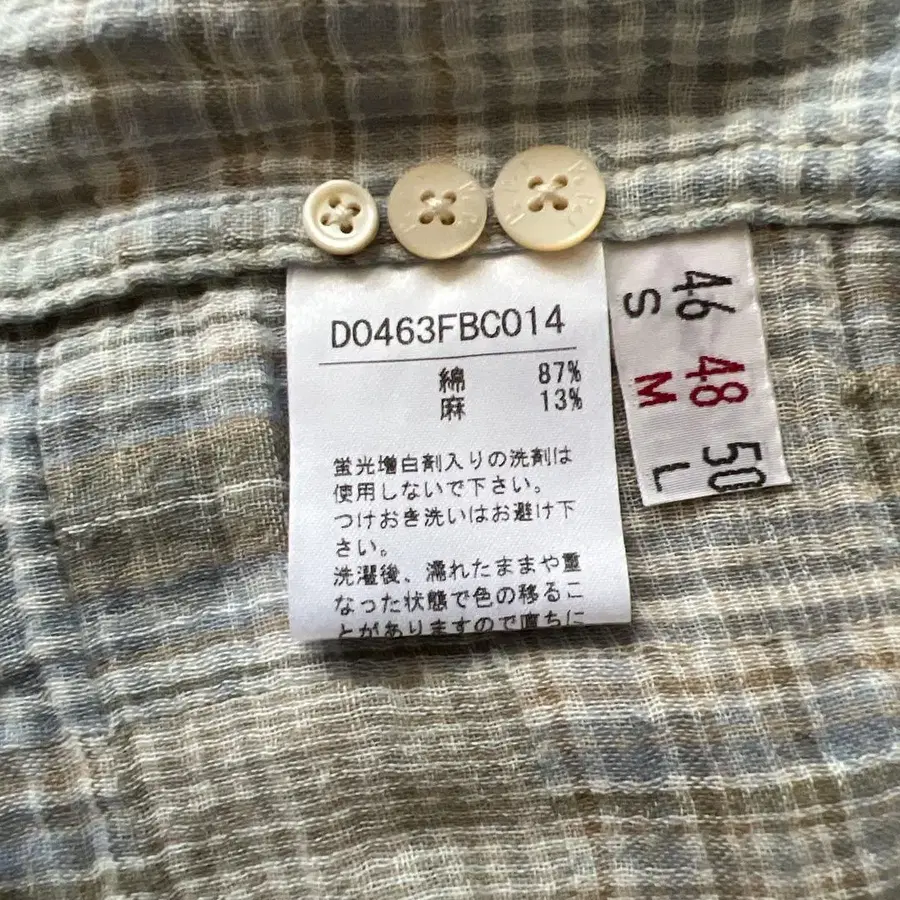 D0463FBC014
綿 87%
麻 13%
蛍光増白剤入りの洗剤は
使用しないで下さい。
つけおき洗いはお避け下
さい。
洗濯後、濡れたままや重
なった状態で色の移るこ
とがありますので直ちに
46 48 50
S M L